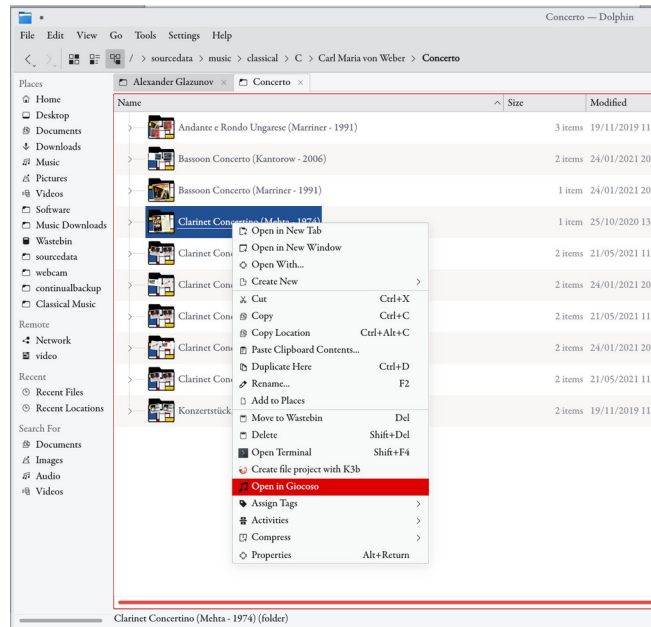 Concerto — Dolphin
File Edit View Go Tools Settings Help
/ > sourcedata > music > classical > C > Carl Maria von Weber > Concerto
Places
Home
Desktop
Documents
Downloads
Music
Pictures
Videos
Software
Music Downloads
Wastebin
sourcedata
webcam
continualbackup
Classical Music
Remote
Network
video
Recent
Recent Files
Recent Locations
Search For
Documents
Images
Audio
Videos
Alexander Glazunov × Concerto ×
Name Size Modified
Andante e Rondo Ungarese (Marriner - 1991) 3 items 19/11/2019 11
Bassoon Concerto (Kantorow - 2006) 2 items 24/01/2021 20
Bassoon Concerto (Marriner - 1991) 1 item 24/01/2021 20
Clarinet Concertino (Mehta - 1974) 1 item 25/10/2020 13
Clarinet Con 2 items 21/05/2021 11
Clarinet Con 2 items 24/01/2021 20
Clarinet Con 2 items 21/05/2021 11
Clarinet Con 2 items 24/01/2021 20
Clarinet Con 2 items 21/05/2021 11
Konzertstück 2 items 19/11/2019 11
Open in New Tab
Open in New Window
Open With...
Create New >
Cut Ctrl+X
Copy Ctrl+C
Copy Location Ctrl+Alt+C
Paste Clipboard Contents...
Duplicate Here Ctrl+D
Rename... F2
Add to Places
Move to Wastebin Del
Delete Shift+Del
Open Terminal Shift+F4
Create file project with K3b
Open in Giocoso
Assign Tags >
Activities >
Compress >
Properties Alt+Return
Clarinet Concertino (Mehta - 1974) (folder)